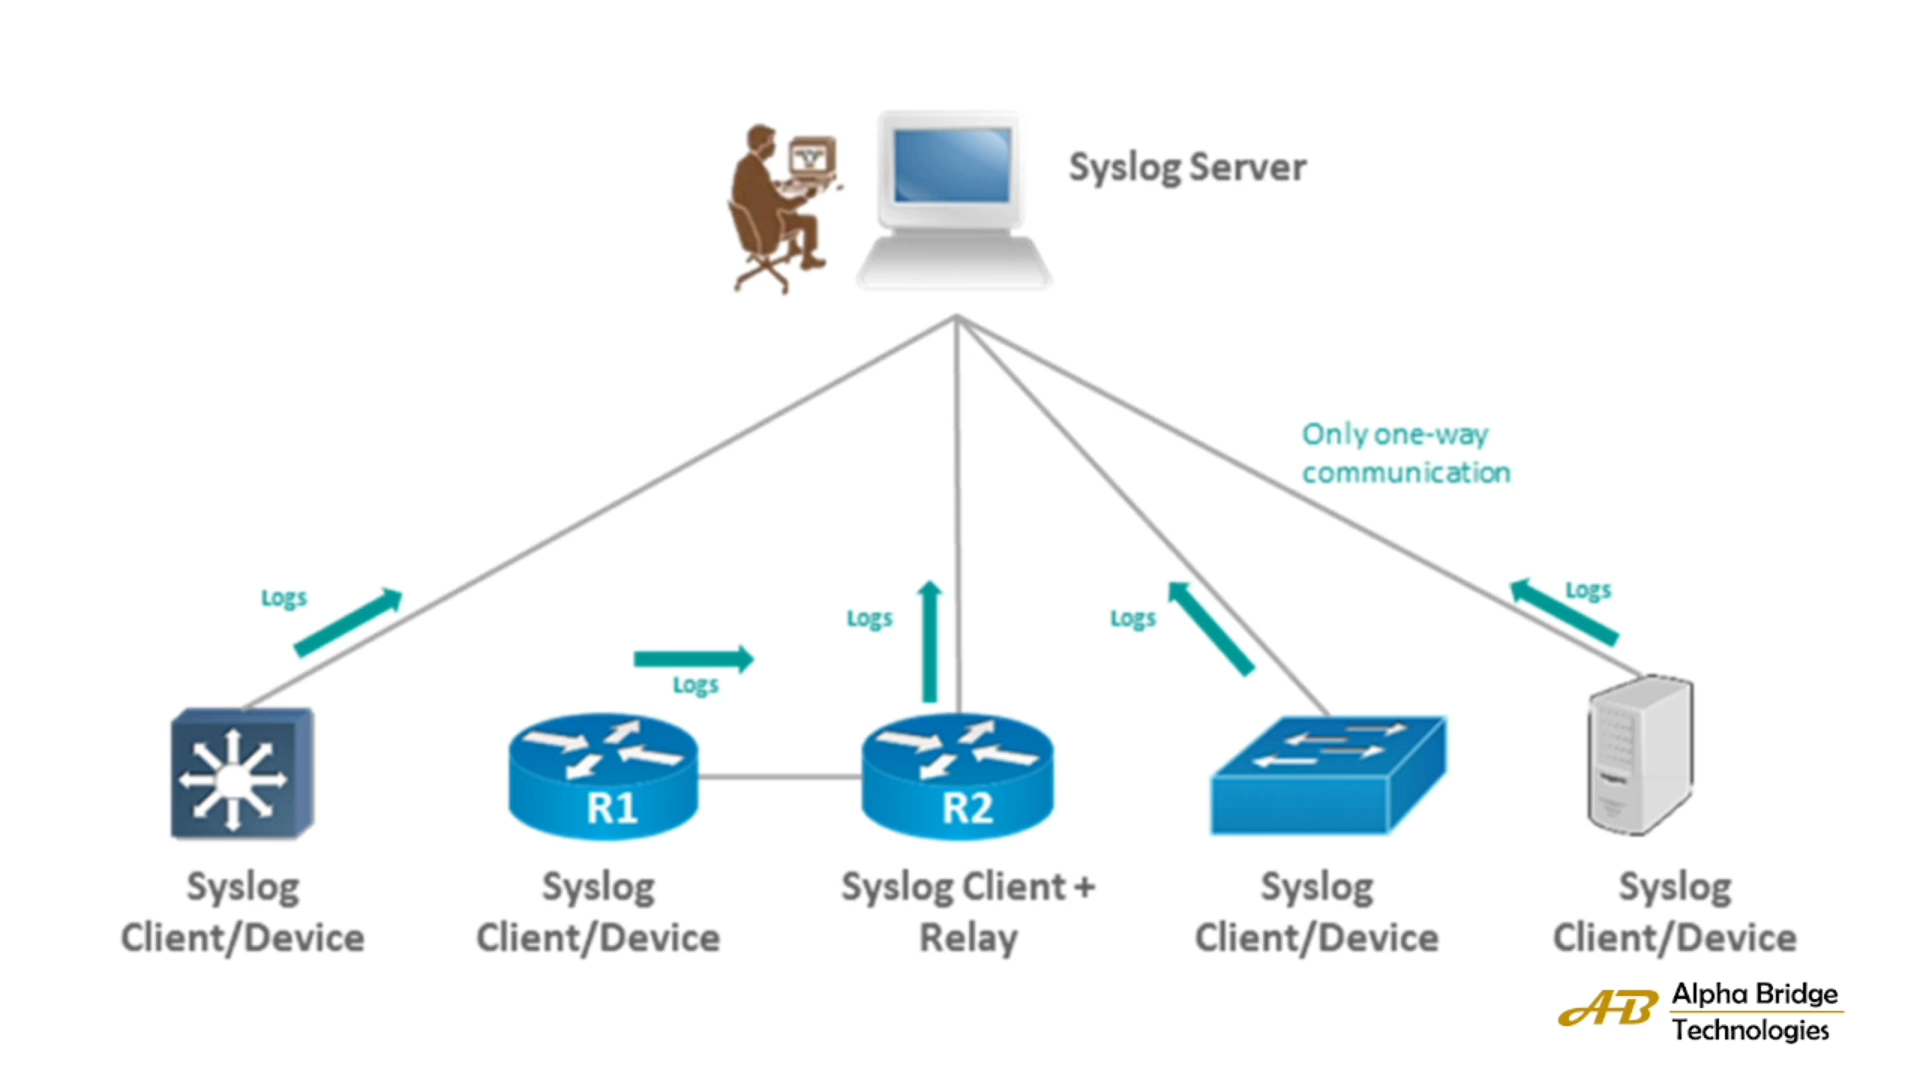 Syslog Server
Only one-way
communication
Logs
Logs
Logs
Logs
Logs
R1
R2
Syslog
Client/Device
Syslog
Client/Device
Syslog Client +
Relay
Syslog
Client/Device
Syslog
Client/Device
AB
Alpha Bridge
Technologies